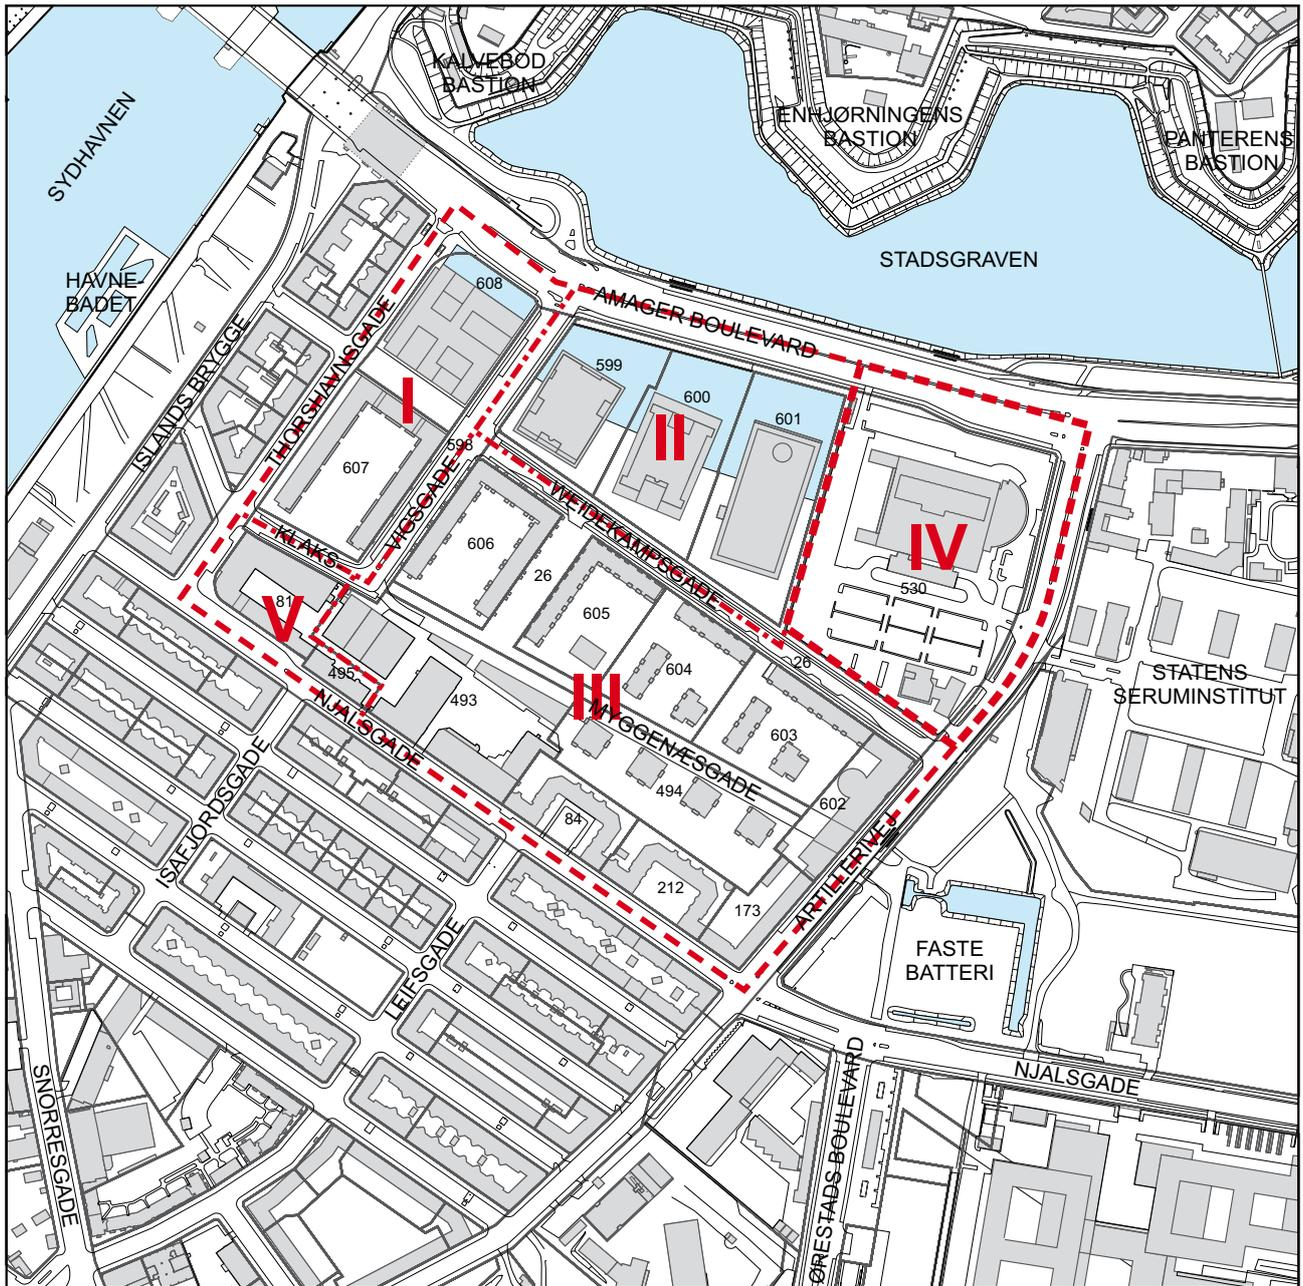 KALVEBOD
BASTION
ENHJØRNINGENS
BASTION
PANTERENS
BASTION
SYDHAVNEN
STADSGRAVEN
HAVNE-
BADET
608
AMAGER BOULEVARD
ISLANDS BRYGGE
THORSHAVNSGADE
I
599
600
601
II
598
607
VIGSGADE
WEIDEKAMPSGADE
IV
530
KLAKS-
606
26
605
81
V
495
604
26
STATENS
SERUMINSTITUT
493
III
MYGGENÆSGADE
603
NJALSGADE
494
602
84
ISAFJORDSGADE
212
173
ARTILLERIVEJ
LEIFSGADE
FASTE
BATTERI
NJALSGADE
SNORRESGADE
ØRESTADS BOULEVARD